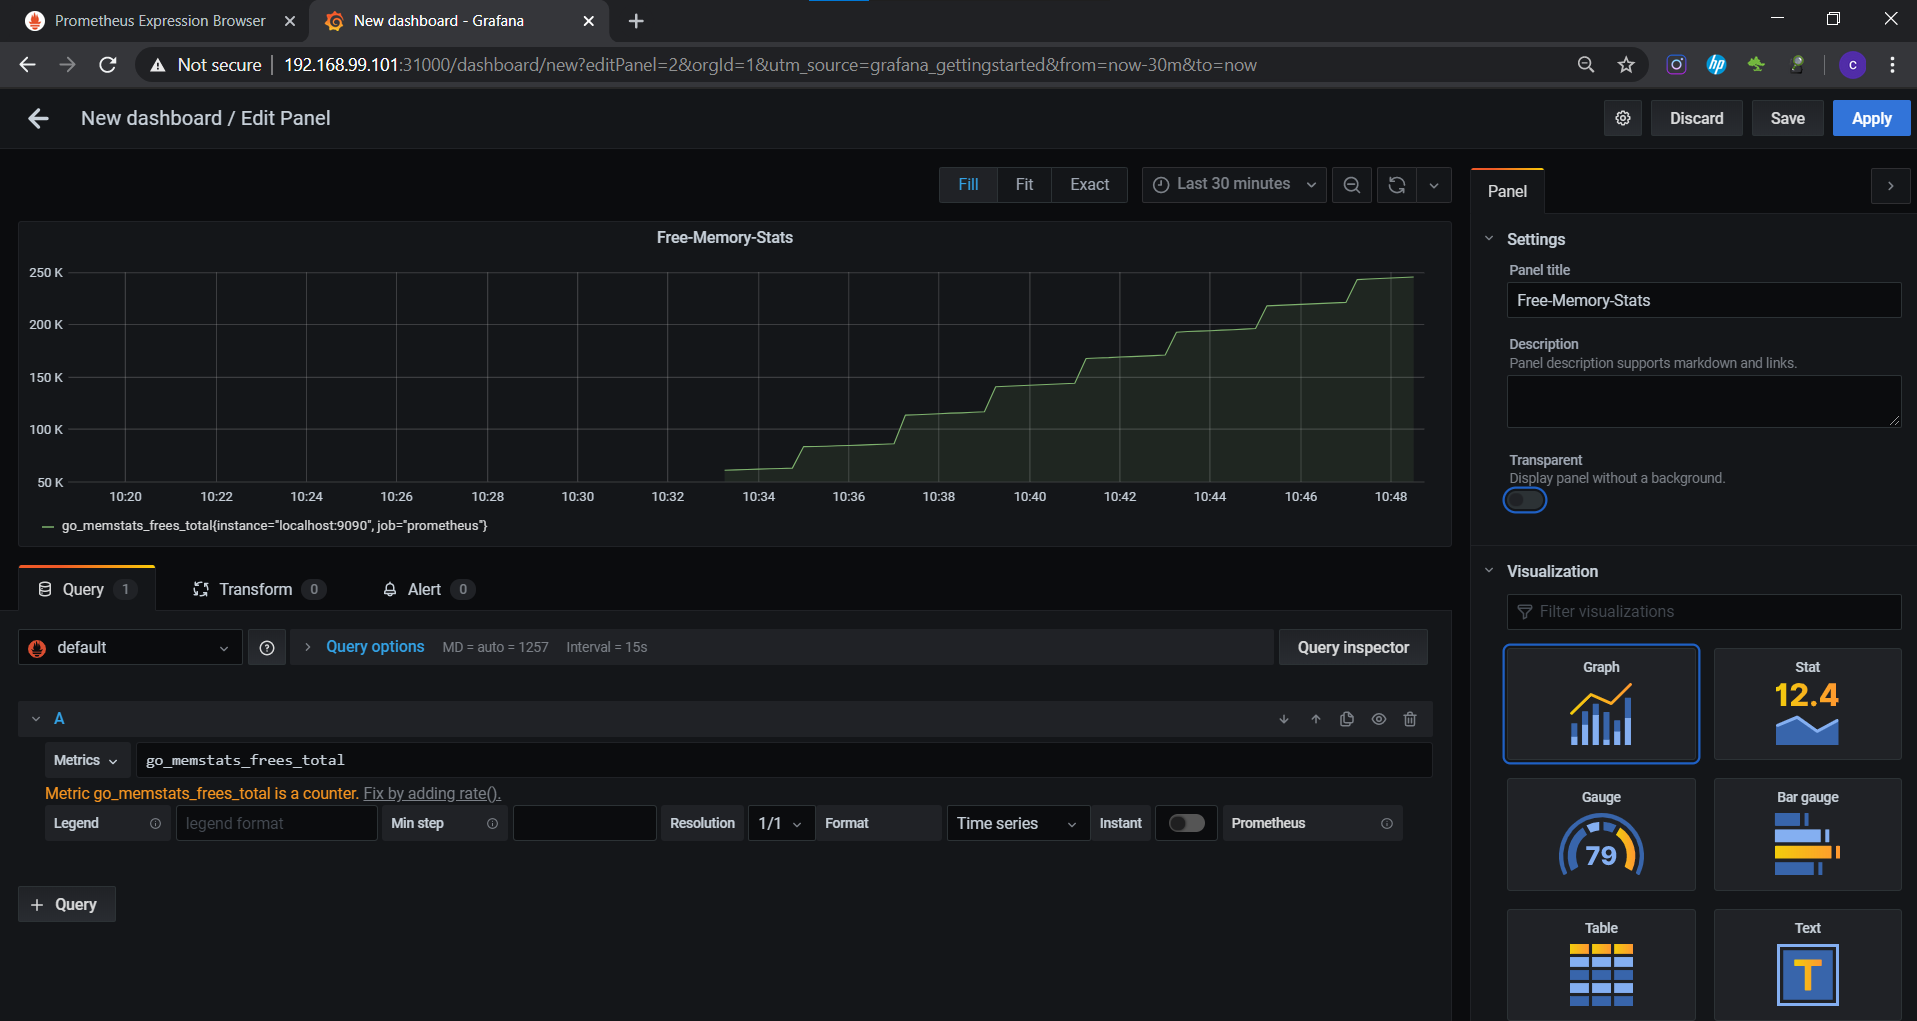 Prometheus Expression Browser
New dashboard - Grafana
Not secure
192.168.99.101:31000/dashboard/new?editPanel=2&orgId=1&utm_source=grafana_gettingstarted&from=now-30m&to=now
hp
c
New dashboard / Edit Panel
Discard
Save
Apply
Fill
Fit
Exact
Last 30 minutes
Free-Memory-Stats
250 K
200 K
150 K
100 K
50 K
10:20
10:22
10:24
10:26
10:28
10:30
10:32
10:34
10:36
10:38
10:40
10:42
10:44
10:46
10:48
go_memstats_frees_total{instance="localhost:9090", job="prometheus"}
Query 1
Transform 0
Alert 0
default
Query options
MD = auto = 1257
Interval = 15s
Query inspector
A
Metrics
go_memstats_frees_total
Metric go_memstats_frees_total is a counter. Fix by adding rate().
Legend
legend format
Min step
Resolution
1/1
Format
Time series
Instant
Prometheus
+ Query
Panel
Settings
Panel title
Free-Memory-Stats
Description
Panel description supports markdown and links.
Transparent
Display panel without a background.
Visualization
Filter visualizations
Graph
Stat
12.4
Gauge
79
Bar gauge
Table
Text
T